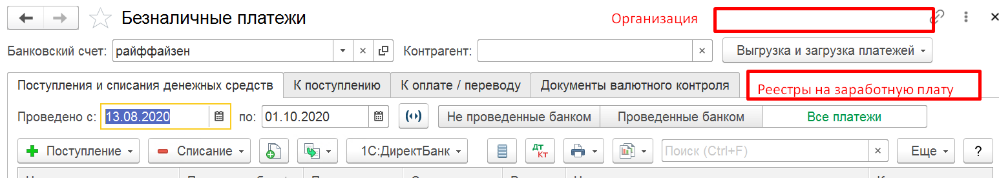 Безналичные платежи Организация
Банковский счет: райффайзен Контрагент: Выгрузка и загрузка платежей
Поступления и списания денежных средств К поступлению К оплате / переводу Документы валютного контроля Реестры на заработную плату
Проведено с: 13.08.2020 по: 01.10.2020 Не проведенные банком Проведенные банком Все платежи
Поступление Списание 1С:ДиректБанк Дт Кт Поиск (Ctrl+F) × Еще ?